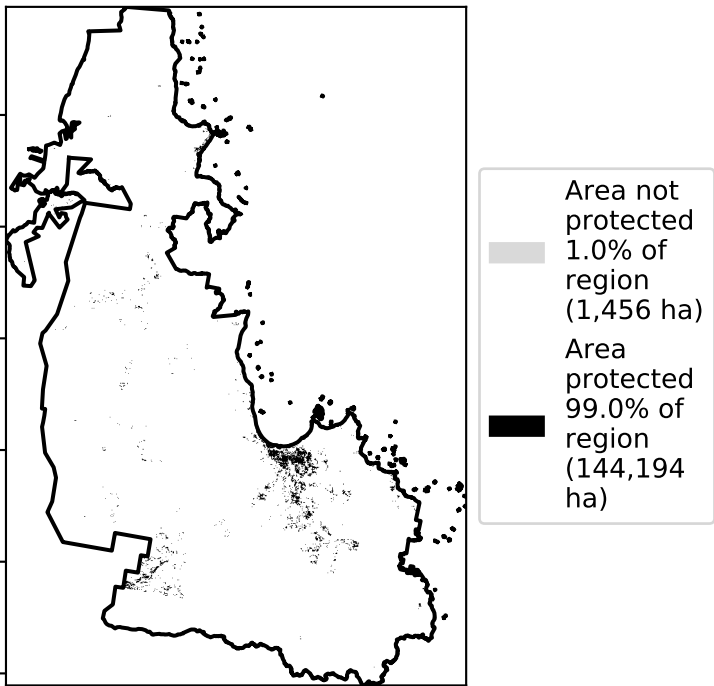 Area not
protected
1.0% of
region
(1,456 ha)
Area
protected
99.0% of
region
(144,194
ha)